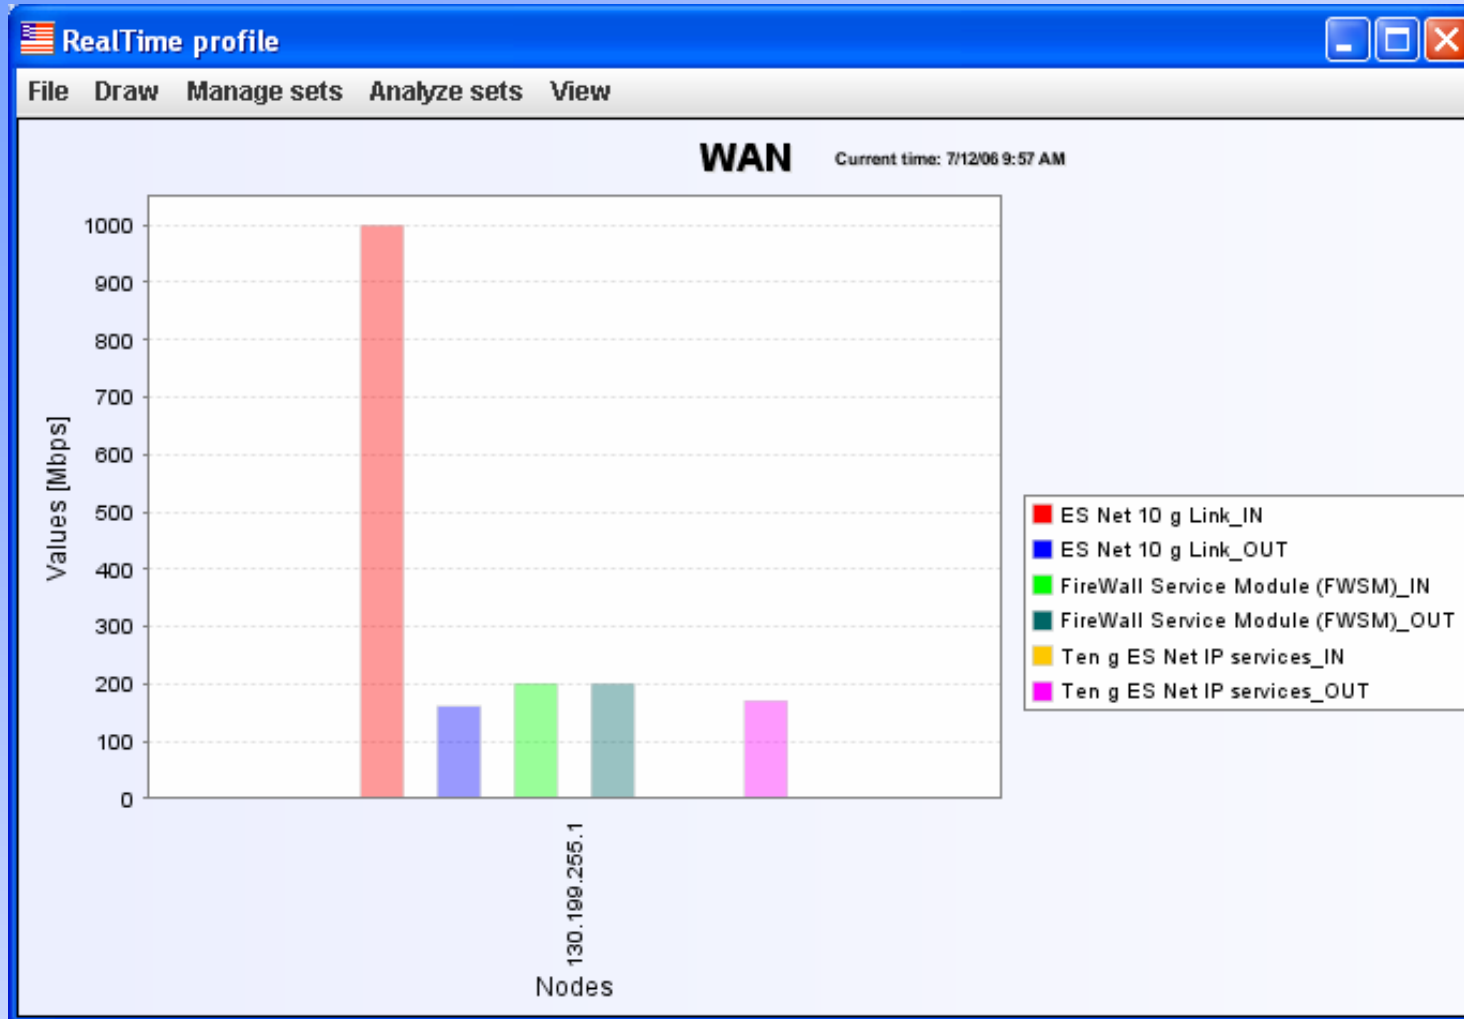 RealTime profile
File Draw Manage sets Analyze sets View
WAN Current time: 7/12/06 9:57 AM
1000
900
800
700
600
500
400
300
200
100
0
Values [Mbps]
130.199.255.1
Nodes
ES Net 10 g Link_IN
ES Net 10 g Link_OUT
FireWall Service Module (FWSM)_IN
FireWall Service Module (FWSM)_OUT
Ten g ES Net IP services_IN
Ten g ES Net IP services_OUT